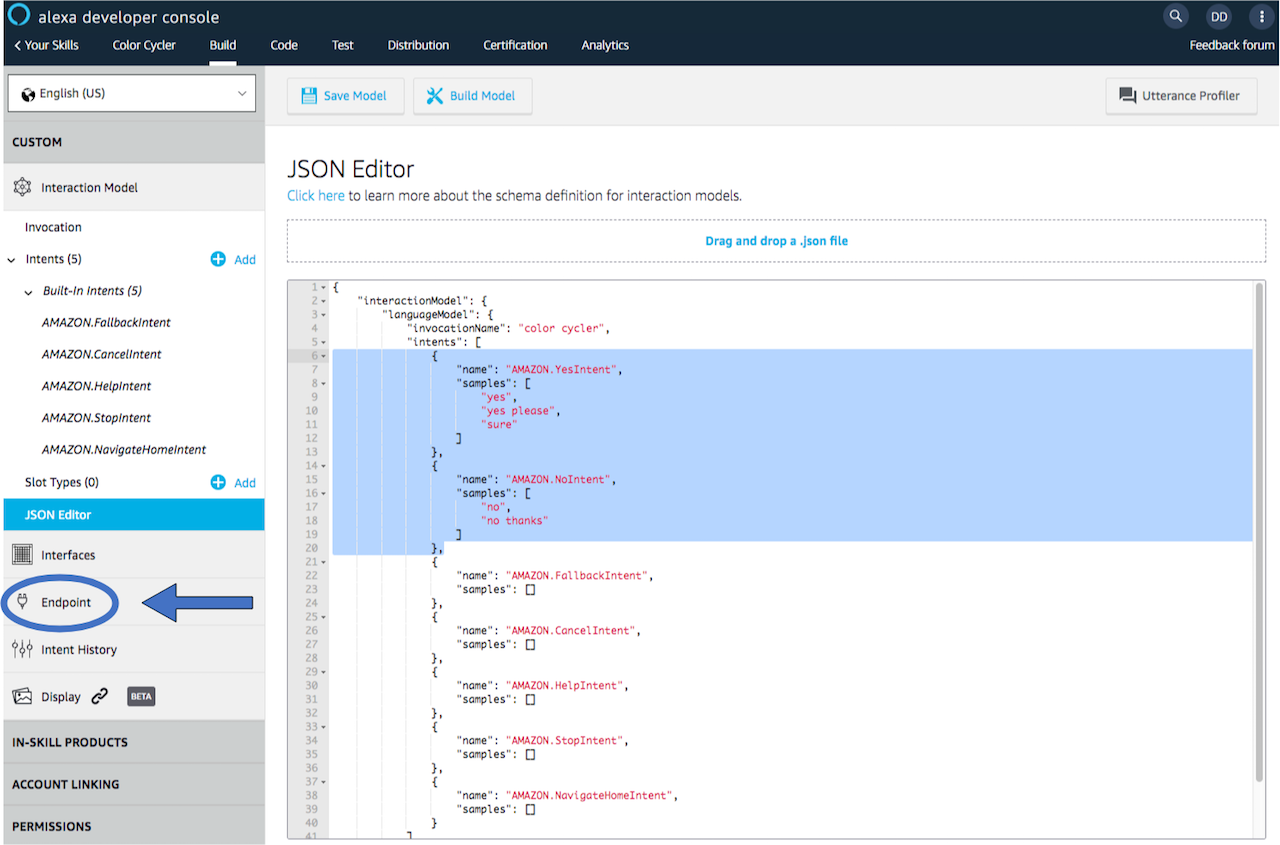 alexa developer console
DD
Your Skills
Color Cycler
Build
Code
Test
Distribution
Certification
Analytics
Feedback forum
English (US)
CUSTOM
Interaction Model
Invocation
Intents (5)
Add
Built-In Intents (5)
AMAZON.FallbackIntent
AMAZON.CancelIntent
AMAZON.HelpIntent
AMAZON.StopIntent
AMAZON.NavigateHomeIntent
Slot Types (0)
Add
JSON Editor
Interfaces
Endpoint
Intent History
Display
BETA
IN-SKILL PRODUCTS
ACCOUNT LINKING
PERMISSIONS
Save Model
Build Model
Utterance Profiler
JSON Editor
Click here to learn more about the schema definition for interaction models.
Drag and drop a .json file
1 {
2 "interactionModel": {
3 "languageModel": {
4 "invocationName": "color cycler",
5 "intents": [
6 {
7 "name": "AMAZON.YesIntent",
8 "samples": [
9 "yes",
10 "yes please",
11 "sure"
12 ]
13 },
14 {
15 "name": "AMAZON.NoIntent",
16 "samples": [
17 "no",
18 "no thanks"
19 ]
20 },
21 {
22 "name": "AMAZON.FallbackIntent",
23 "samples": []
24 },
25 {
26 "name": "AMAZON.CancelIntent",
27 "samples": []
28 },
29 {
30 "name": "AMAZON.HelpIntent",
31 "samples": []
32 },
33 {
34 "name": "AMAZON.StopIntent",
35 "samples": []
36 },
37 {
38 "name": "AMAZON.NavigateHomeIntent",
39 "samples": []
40 }
41 ]